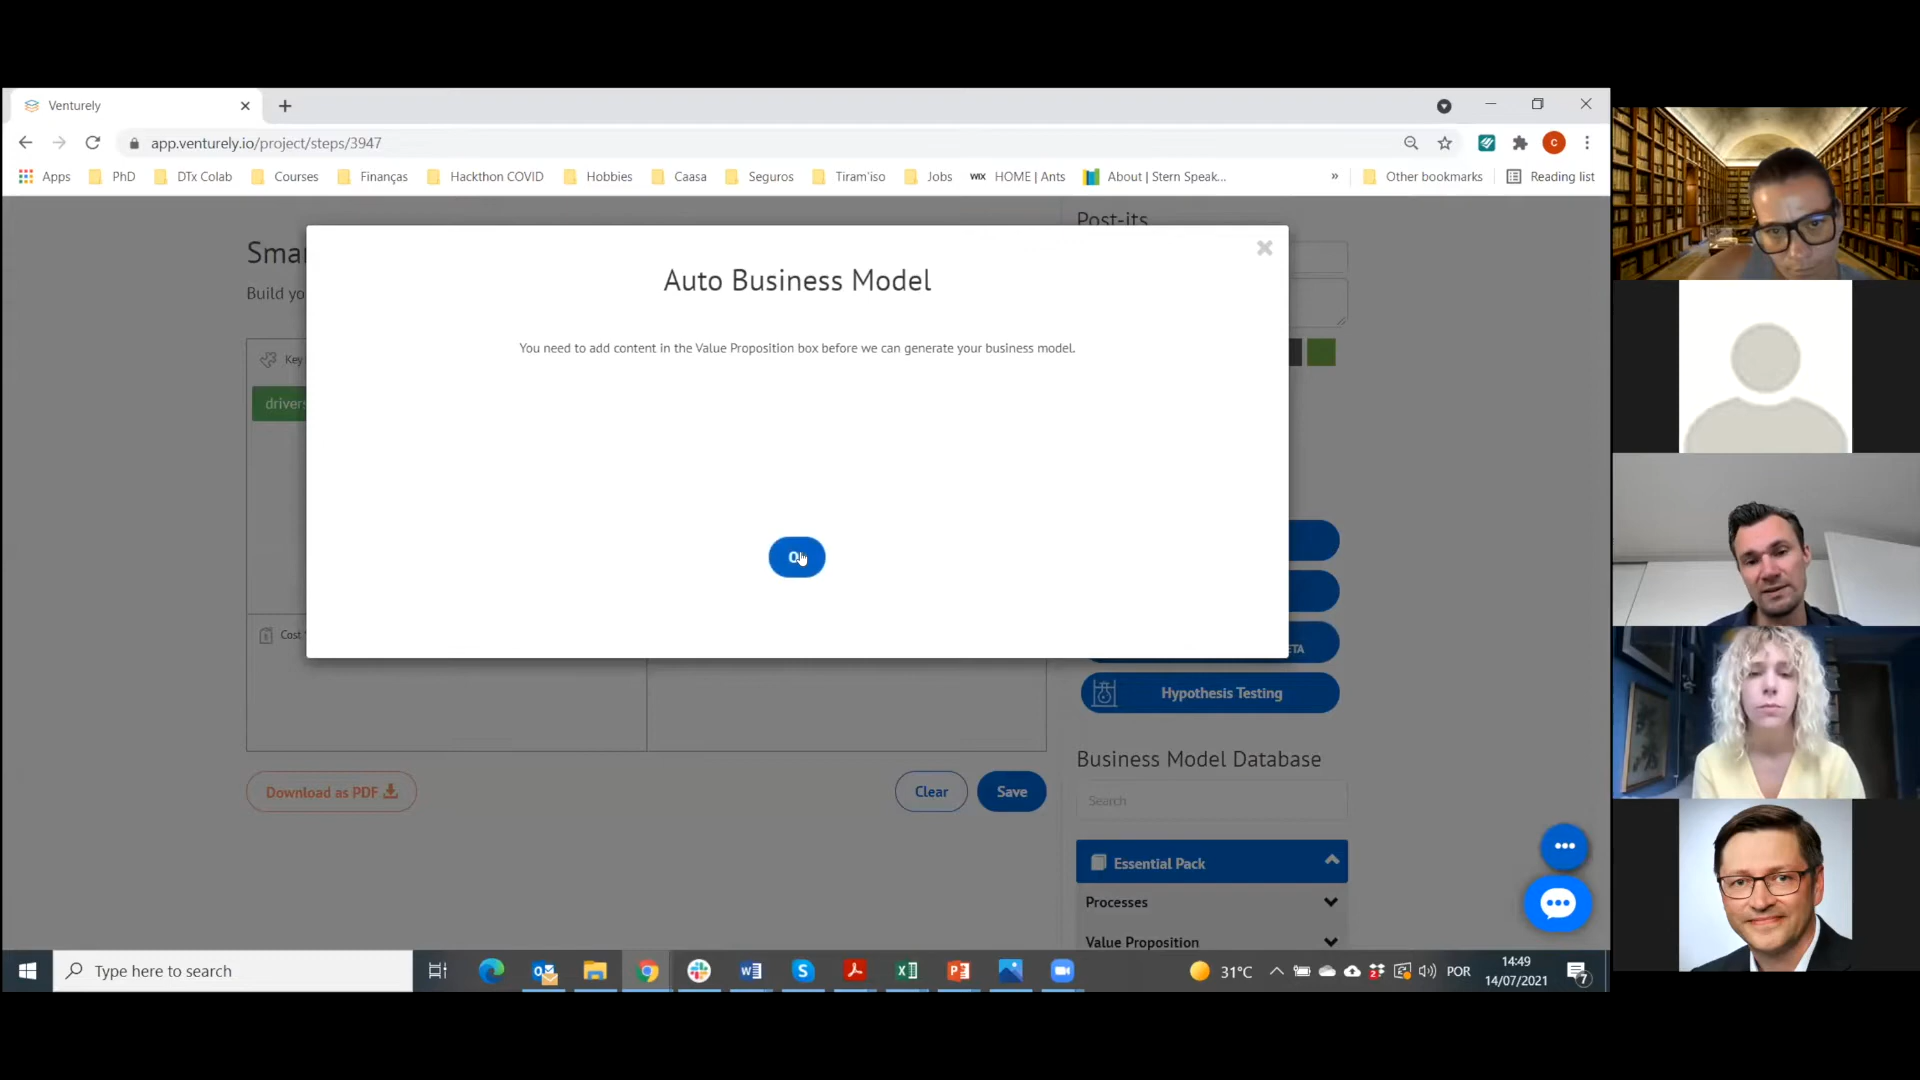 Venturely
app.venturely.io/project/steps/3947
Apps PhD DTx Colab Courses Finanças Hackthon COVID Hobbies Caasa Seguros Tiram'iso Jobs WIX HOME | Ants About | Stern Speak... » Other bookmarks Reading list
Post-its
Smar
Build yo
Auto Business Model
You need to add content in the Value Proposition box before we can generate your business model.
Key
drivers
Cost
ETA
Hypothesis Testing
Download as PDF
Clear
Save
Business Model Database
Search
Essential Pack
Processes
Value Proposition
Type here to search
31°C
POR
14:49
14/07/2021
7